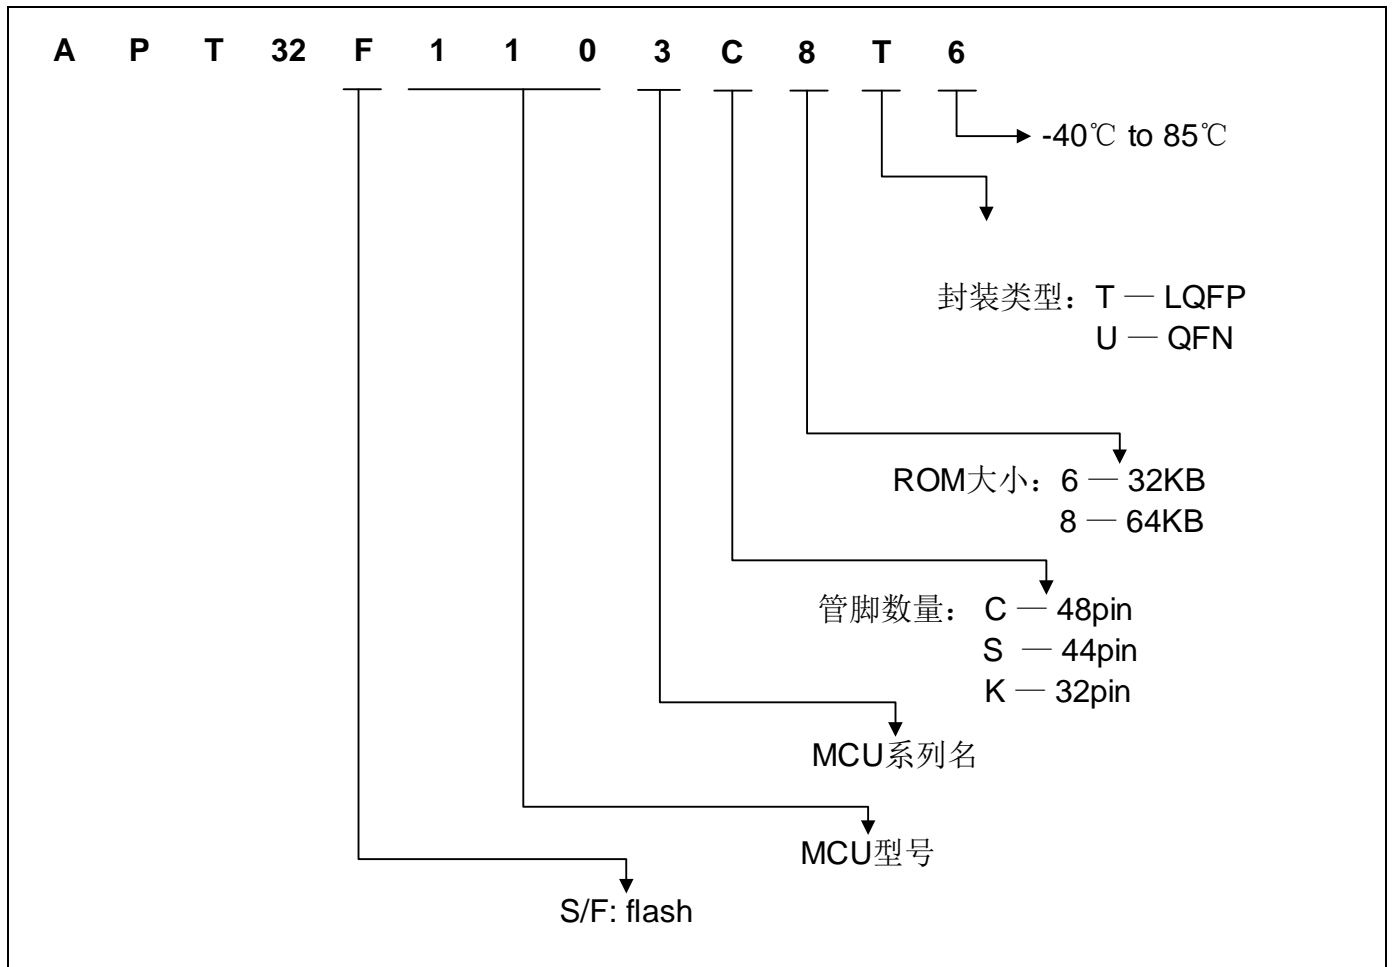 A P T 32 F 1 1 0 3 C 8 T 6
-40℃ to 85℃
封装类型：T — LQFP
U — QFN
ROM大小：6 — 32KB
8 — 64KB
管脚数量： C — 48pin
S — 44pin
K — 32pin
MCU系列名
MCU型号
S/F: flash